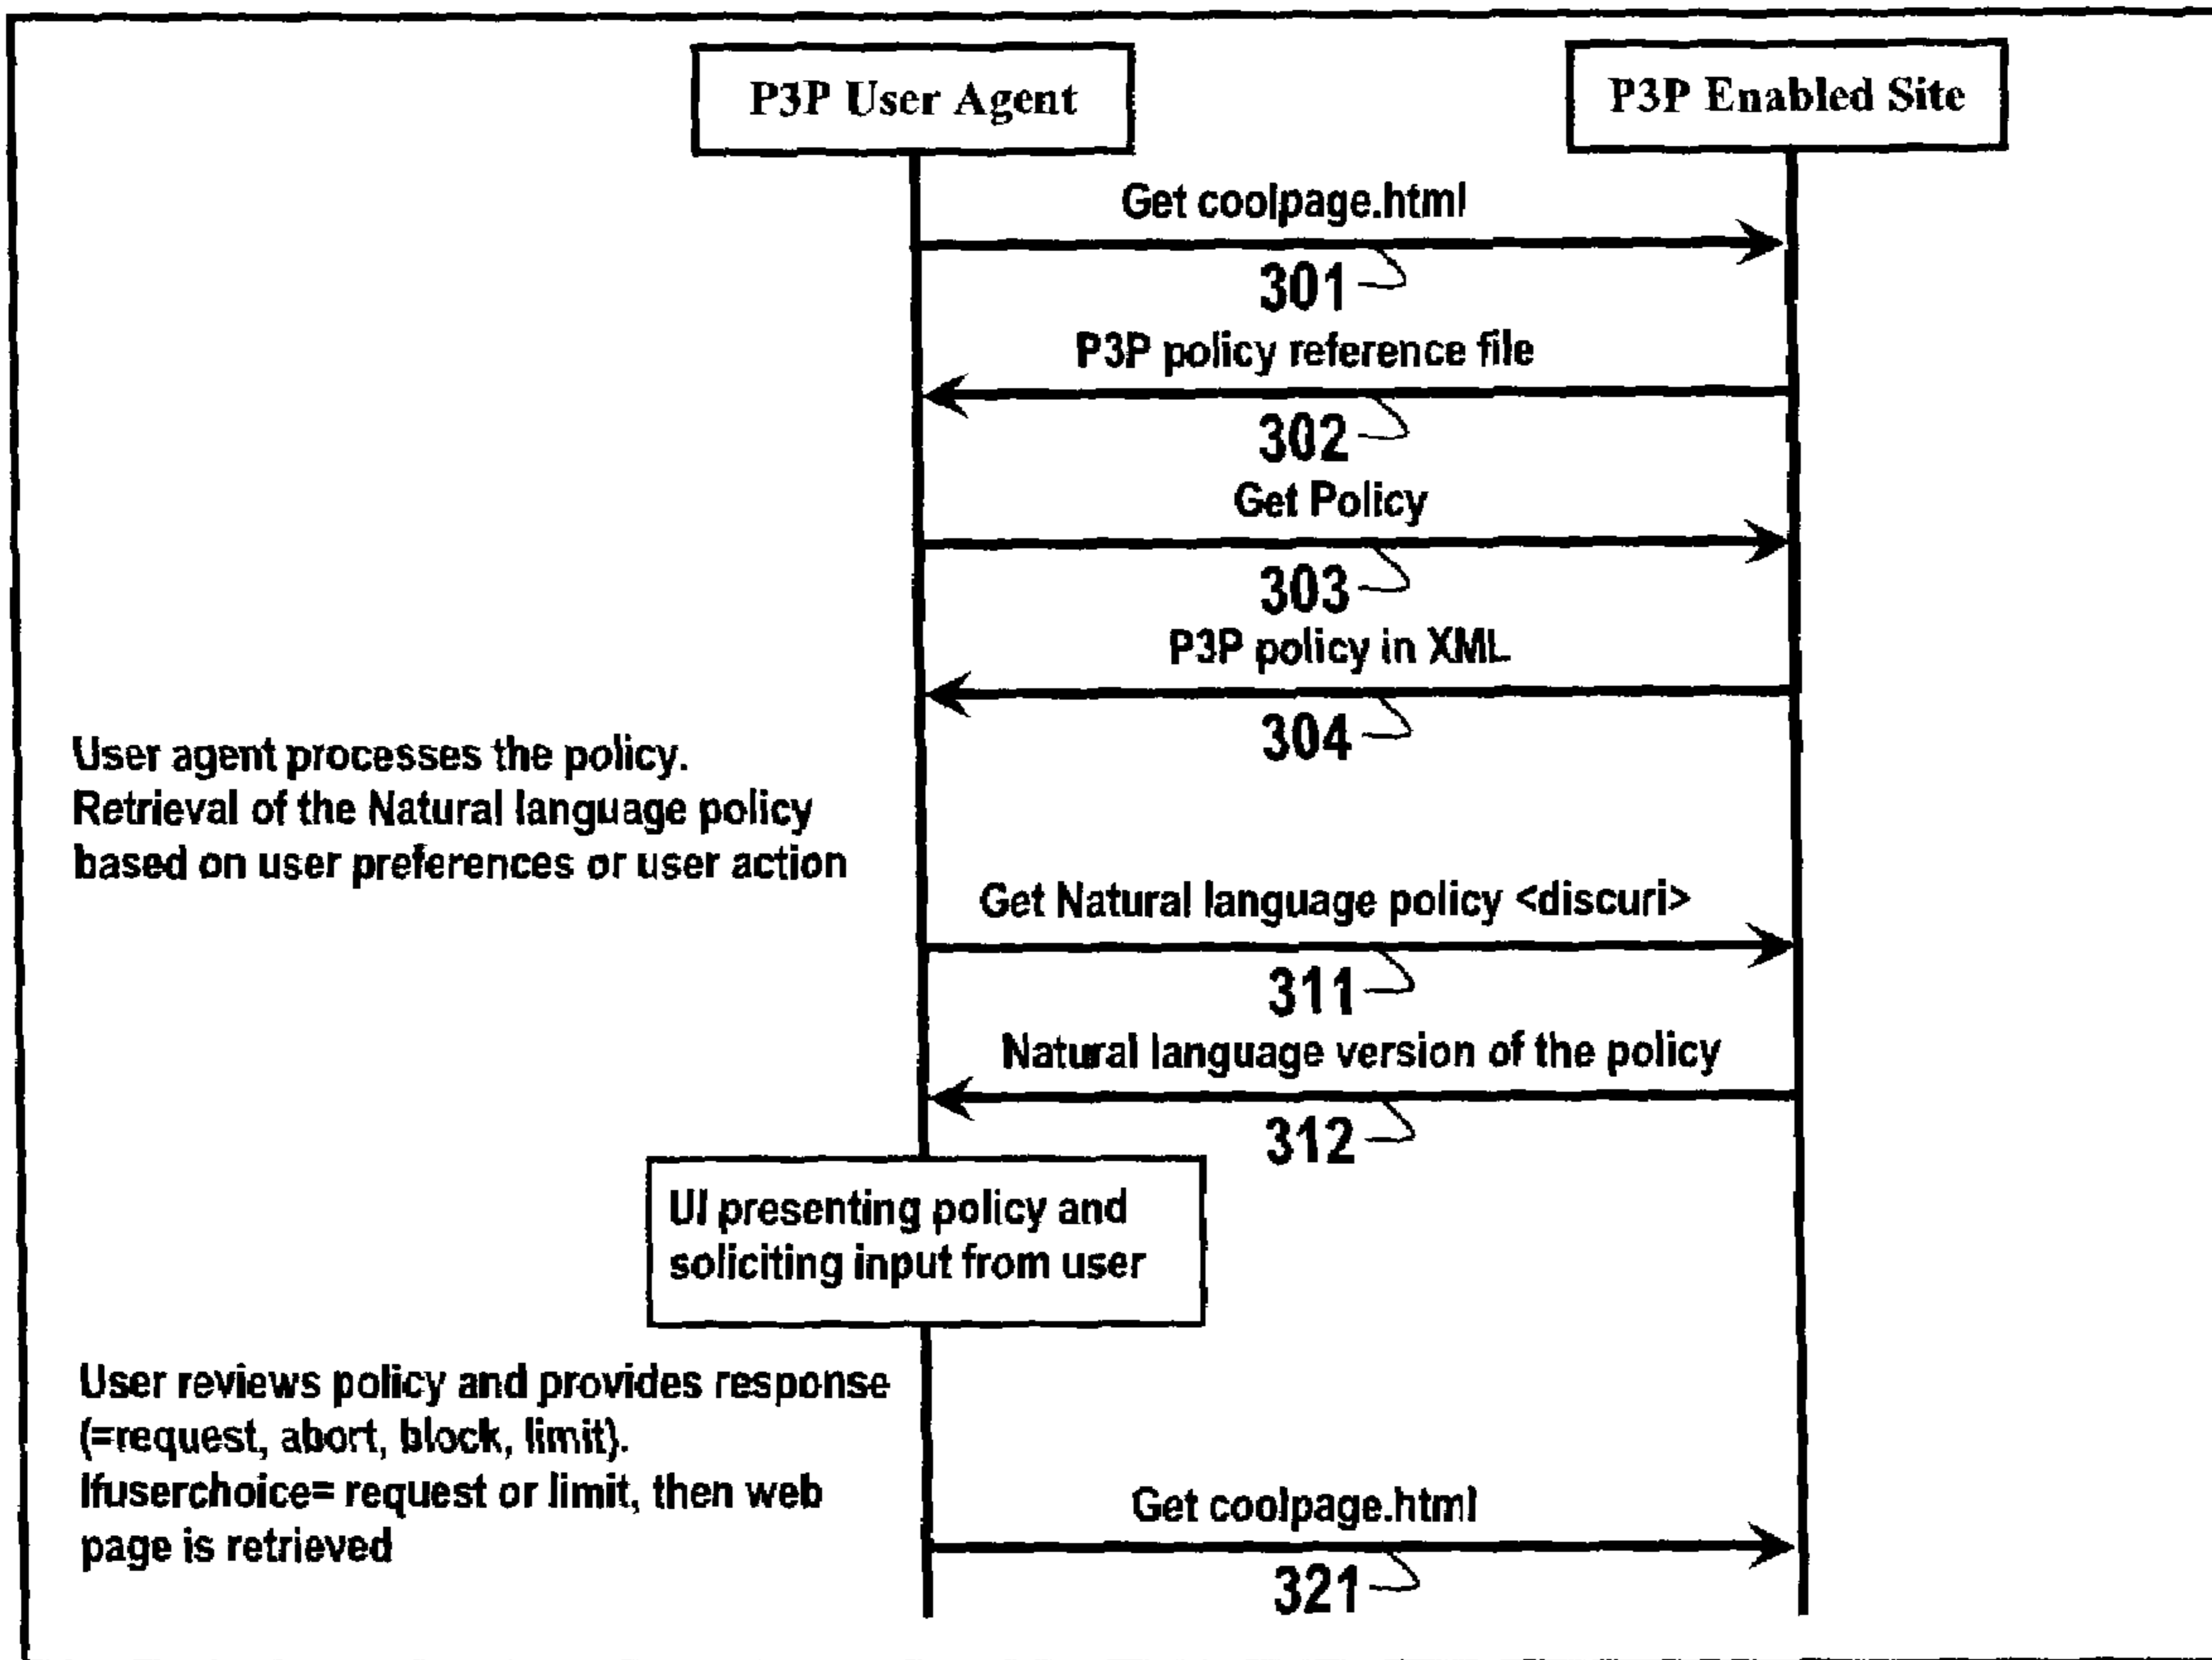 P3P User Agent
P3P Enabled Site
Get coolpage.html
301
P3P policy reference file
302
Get Policy
303
P3P policy in XML
304
User agent processes the policy.
Retrieval of the Natural language policy
based on user preferences or user action
Get Natural language policy <discuri>
311
Natural language version of the policy
312
UI presenting policy and
soliciting input from user
User reviews policy and provides response
(=request, abort, block, limit).
Ifuserchoice= request or limit, then web
page is retrieved
Get coolpage.html
321